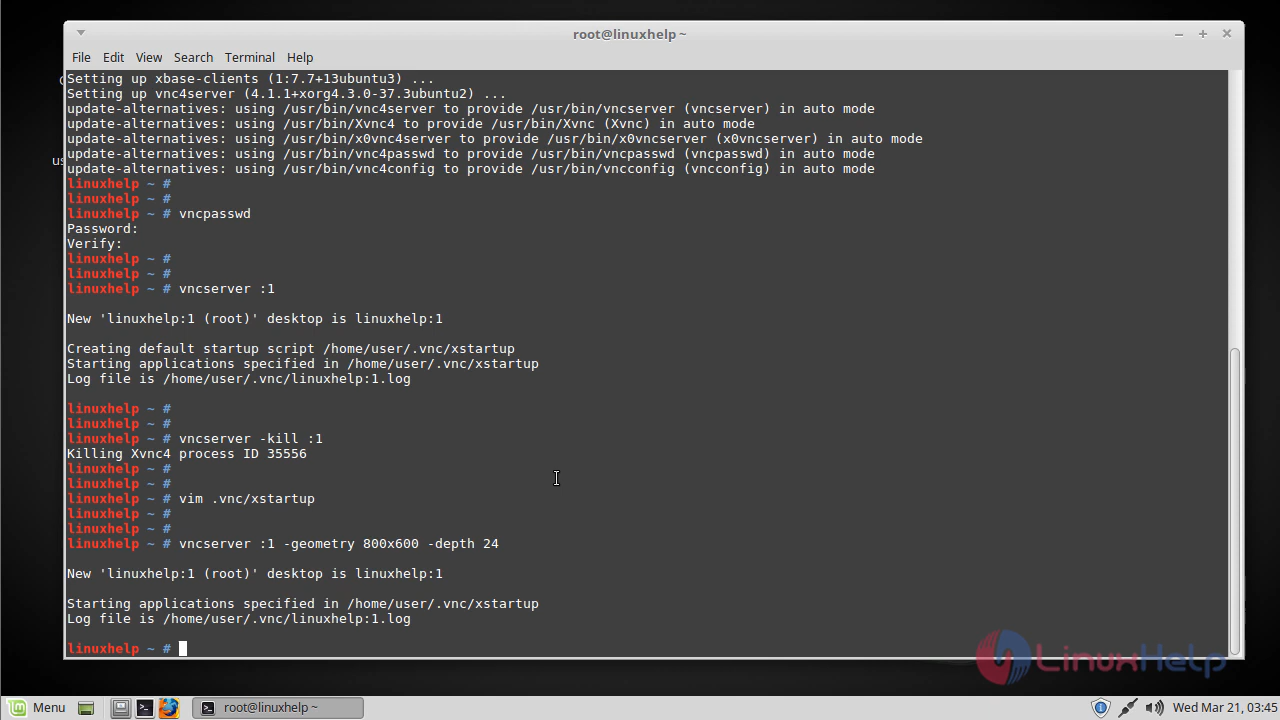 root@linuxhelp ~
File Edit View Search Terminal Help
Setting up xbase-clients (1:7.7+13ubuntu3) ...
Setting up vnc4server (4.1.1+xorg4.3.0-37.3ubuntu2) ...
update-alternatives: using /usr/bin/vnc4server to provide /usr/bin/vncserver (vncserver) in auto mode
update-alternatives: using /usr/bin/Xvnc4 to provide /usr/bin/Xvnc (Xvnc) in auto mode
update-alternatives: using /usr/bin/x0vnc4server to provide /usr/bin/x0vncserver (x0vncserver) in auto mode
update-alternatives: using /usr/bin/vnc4passwd to provide /usr/bin/vncpasswd (vncpasswd) in auto mode
update-alternatives: using /usr/bin/vnc4config to provide /usr/bin/vncconfig (vncconfig) in auto mode
linuxhelp ~ #
linuxhelp ~ #
linuxhelp ~ # vncpasswd
Password:
Verify:
linuxhelp ~ #
linuxhelp ~ #
linuxhelp ~ # vncserver :1
New 'linuxhelp:1 (root)' desktop is linuxhelp:1
Creating default startup script /home/user/.vnc/xstartup
Starting applications specified in /home/user/.vnc/xstartup
Log file is /home/user/.vnc/linuxhelp:1.log
linuxhelp ~ #
linuxhelp ~ #
linuxhelp ~ # vncserver -kill :1
Killing Xvnc4 process ID 35556
linuxhelp ~ #
linuxhelp ~ #
linuxhelp ~ # vim .vnc/xstartup
linuxhelp ~ #
linuxhelp ~ #
linuxhelp ~ # vncserver :1 -geometry 800x600 -depth 24
New 'linuxhelp:1 (root)' desktop is linuxhelp:1
Starting applications specified in /home/user/.vnc/xstartup
Log file is /home/user/.vnc/linuxhelp:1.log
linuxhelp ~ #
LinuxHelp
Menu root@linuxhelp ~ Wed Mar 21, 03:45